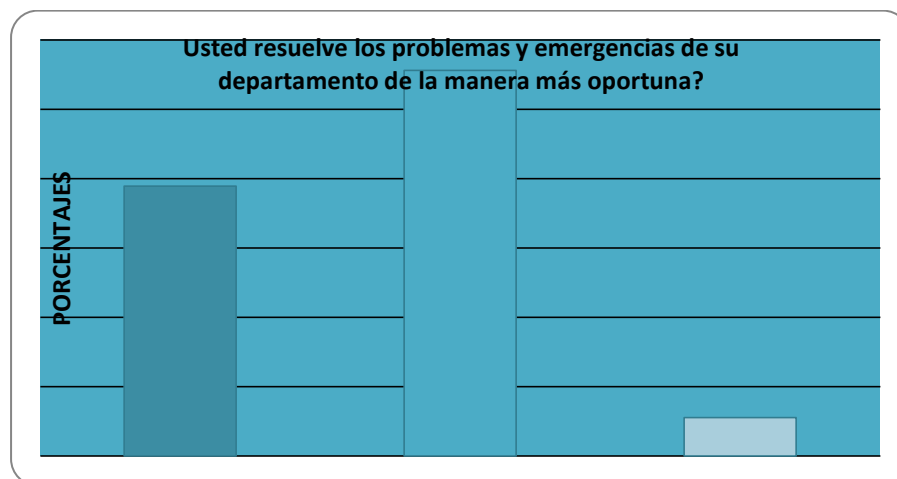 Usted resuelve los problemas y emergencias de su
departamento de la manera más oportuna?
PORCENTAJES